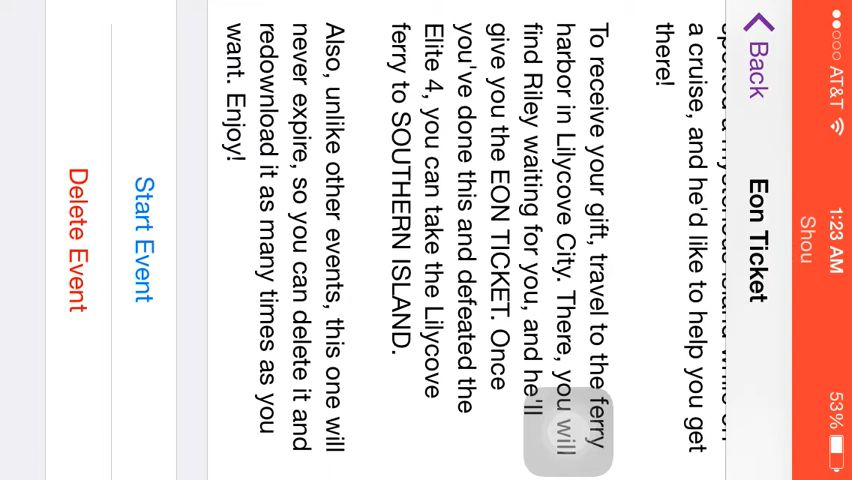 AT&T 1:23 AM 53%
Shou
Back Eon Ticket
a cruise, and he'd like to help you get
there!
To receive your gift, travel to the ferry
harbor in Lilycove City. There, you will
find Riley waiting for you, and he'll
give you the EON TICKET. Once
you've done this and defeated the
Elite 4, you can take the Lilycove
ferry to SOUTHERN ISLAND.
Also, unlike other events, this one will
never expire, so you can delete it and
redownload it as many times as you
want. Enjoy!
Start Event
Delete Event